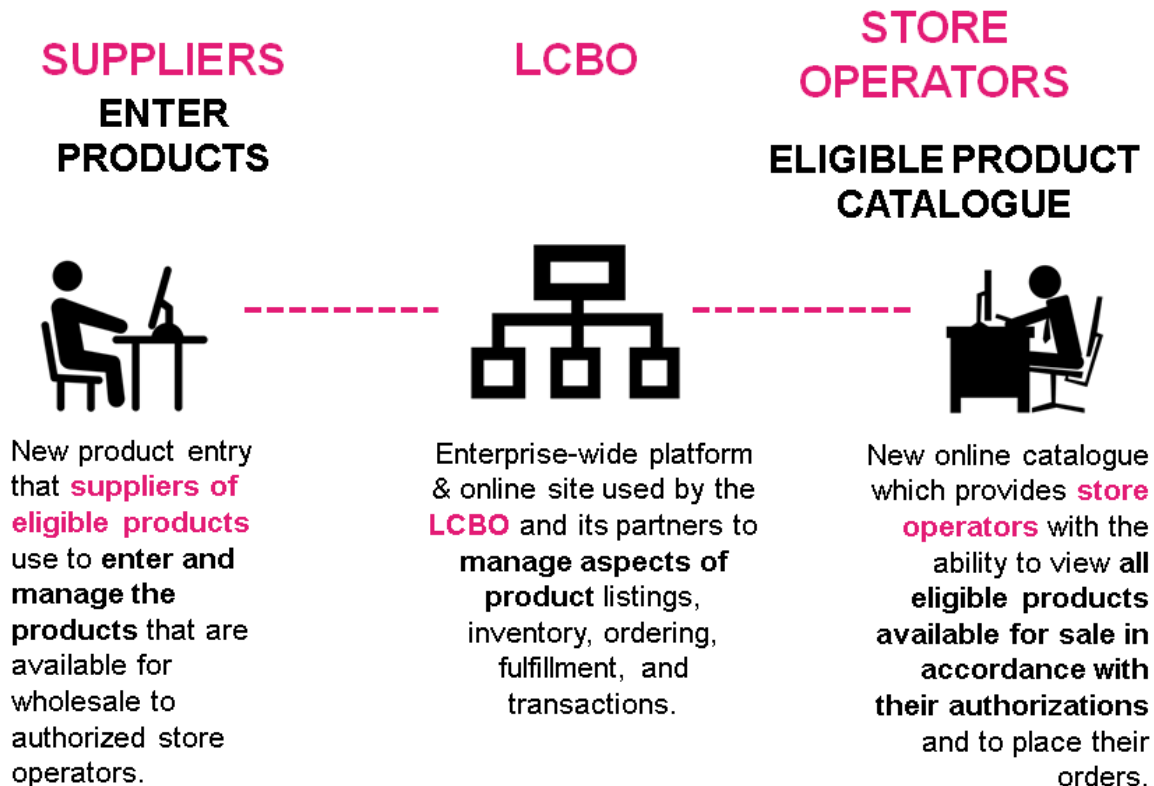 SUPPLIERS
ENTER
PRODUCTS
New product entry
that suppliers of
eligible products
use to enter and
manage the
products that are
available for
wholesale to
authorized store
operators.
LCBO
Enterprise-wide platform
& online site used by the
LCBO and its partners to
manage aspects of
product listings,
inventory, ordering,
fulfillment, and
transactions.
STORE
OPERATORS
ELIGIBLE PRODUCT
CATALOGUE
New online catalogue
which provides store
operators with the
ability to view all
eligible products
available for sale in
accordance with
their authorizations
and to place their
orders.